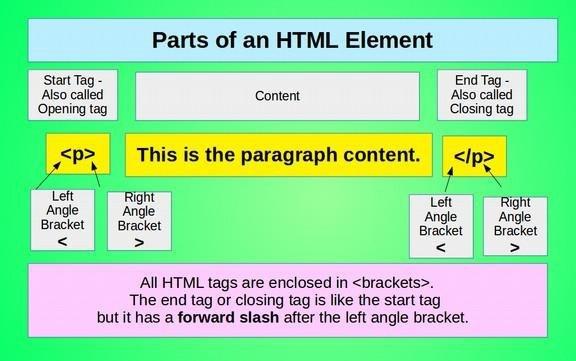 Parts of an HTML Element
Start Tag -
Also called
Opening tag
Content
End Tag -
Also called
Closing tag
<p>
This is the paragraph content.
</p>
Left
Angle
Bracket
<
Right
Angle
Bracket
>
Left
Angle
Bracket
<
Right
Angle
Bracket
>
All HTML tags are enclosed in <brackets>.
The end tag or closing tag is like the start tag
but it has a forward slash after the left angle bracket.